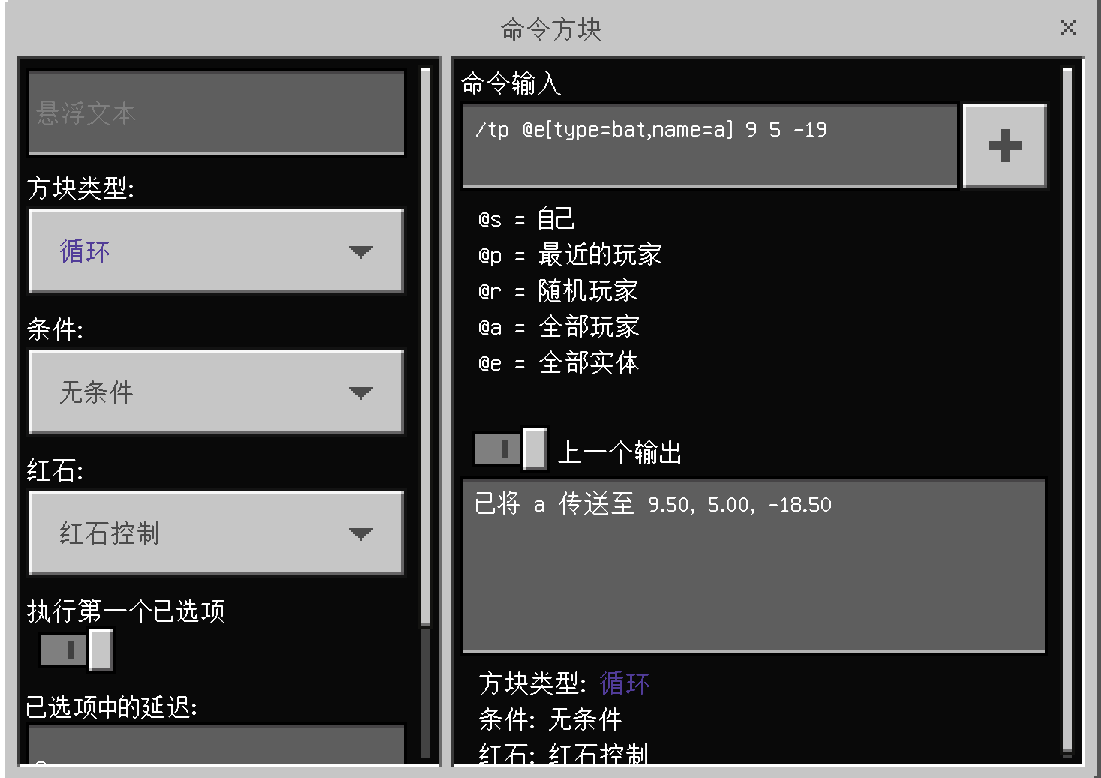 命令方块
悬浮文本
方块类型:
循环
条件:
无条件
红石:
红石控制
执行第一个已选项
已选项中的延迟:
命令输入
/tp @e[type=bat,name=a] 9 5 -19
@s = 自己
@p = 最近的玩家
@r = 随机玩家
@a = 全部玩家
@e = 全部实体
上一个输出
已将 a 传送至 9.50, 5.00, -18.50
方块类型: 循环
条件: 无条件
红石: 红石控制